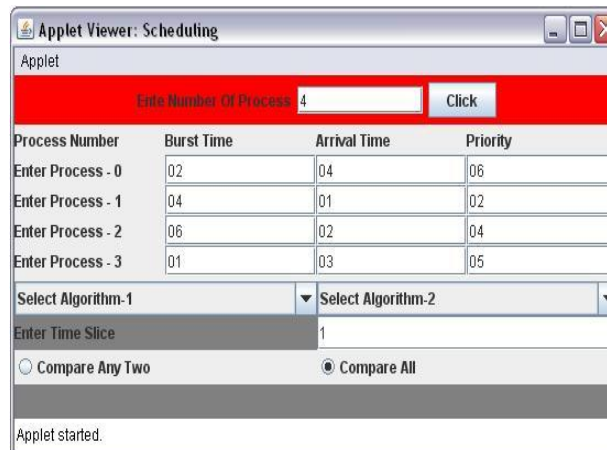 Applet Viewer: Scheduling
Applet
Ente Number Of Process 4 Click
Process Number Burst Time Arrival Time Priority
Enter Process - 0 02 04 06
Enter Process - 1 04 01 02
Enter Process - 2 06 02 04
Enter Process - 3 01 03 05
Select Algorithm-1 Select Algorithm-2
Enter Time Slice 1
Compare Any Two Compare All
Applet started.